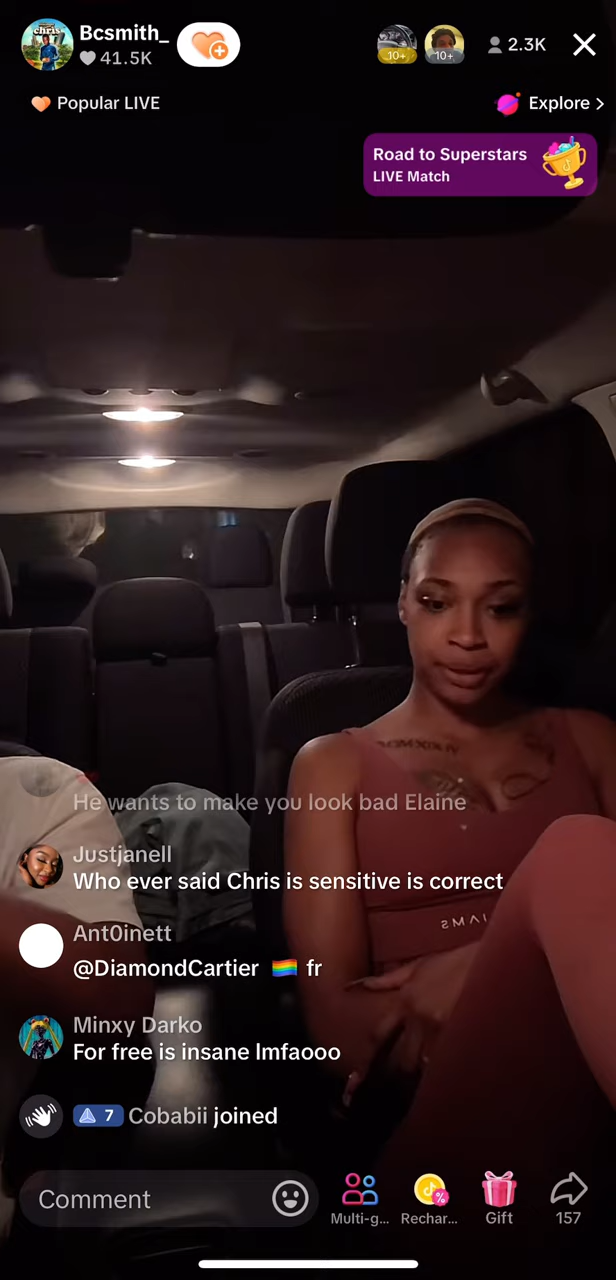 chris
Bcsmith_
41.5K
10+
10+
2.3K
Popular LIVE
Explore >
Road to Superstars
LIVE Match
He wants to make you look bad Elaine
Justjanell
Who ever said Chris is sensitive is correct
Ant0inett
@DiamondCartier 🏳️‍🌈 fr
Minxy Darko
For free is insane lmfaooo
7 Cobabii joined
Comment
Multi-g...
Rechar...
Gift
157